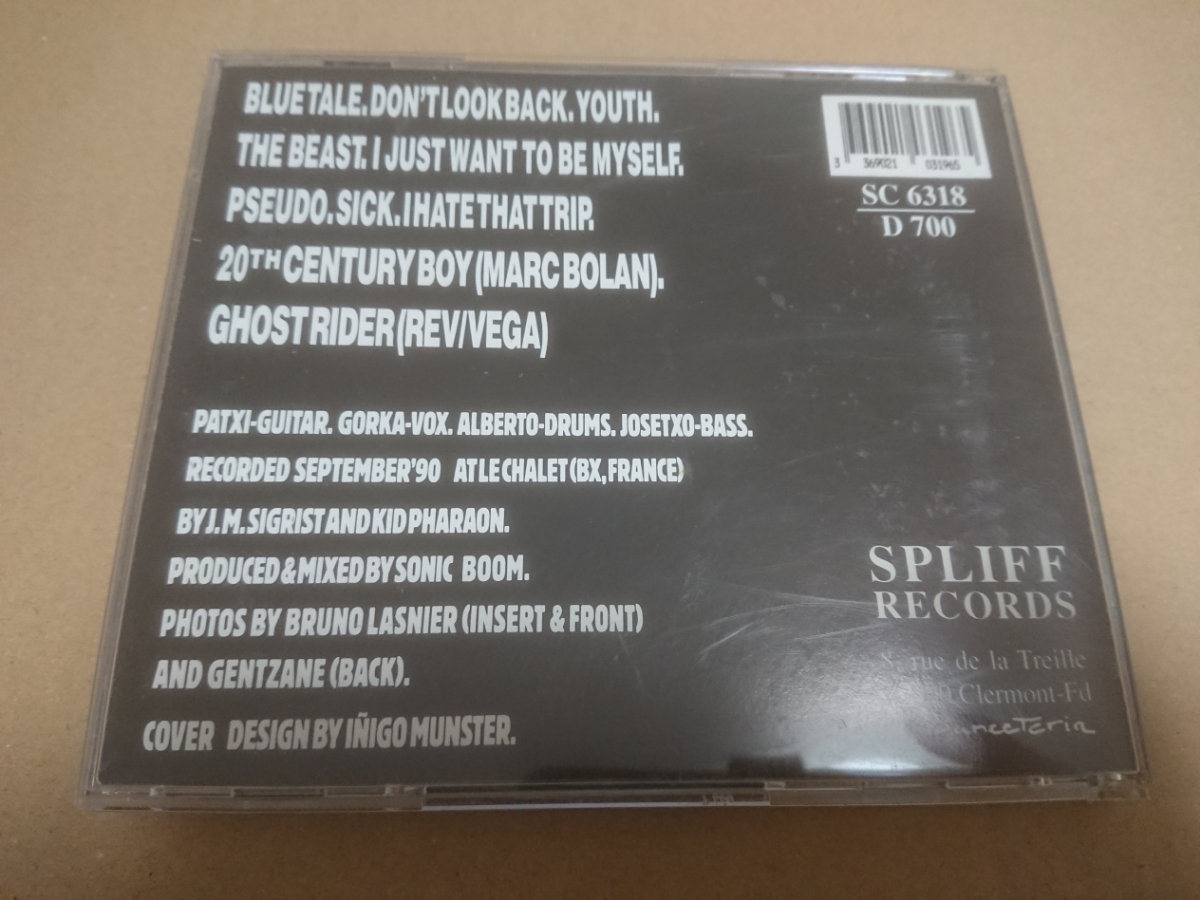 BLUE TALE. DON'T LOOK BACK. YOUTH.
THE BEAST. I JUST WANT TO BE MYSELF.
PSEUDO. SICK. I HATE THAT TRIP.
20TH CENTURY BOY (MARC BOLAN).
GHOST RIDER (REV/VEGA)
3 369021 031965
SC 6318
D 700
PATXI-GUITAR. GORKA-VOX. ALBERTO-DRUMS. JOSETXO-BASS.
RECORDED SEPTEMBER'90 AT LE CHALET (BX, FRANCE)
BY J.M. SIGRIST AND KID PHARAON.
PRODUCED & MIXED BY SONIC BOOM.
PHOTOS BY BRUNO LASNIER (INSERT & FRONT)
AND GENTZANE (BACK).
COVER DESIGN BY IÑIGO MUNSTER.
SPLIFF
RECORDS
8, rue de la Treille
Clermont-Fd